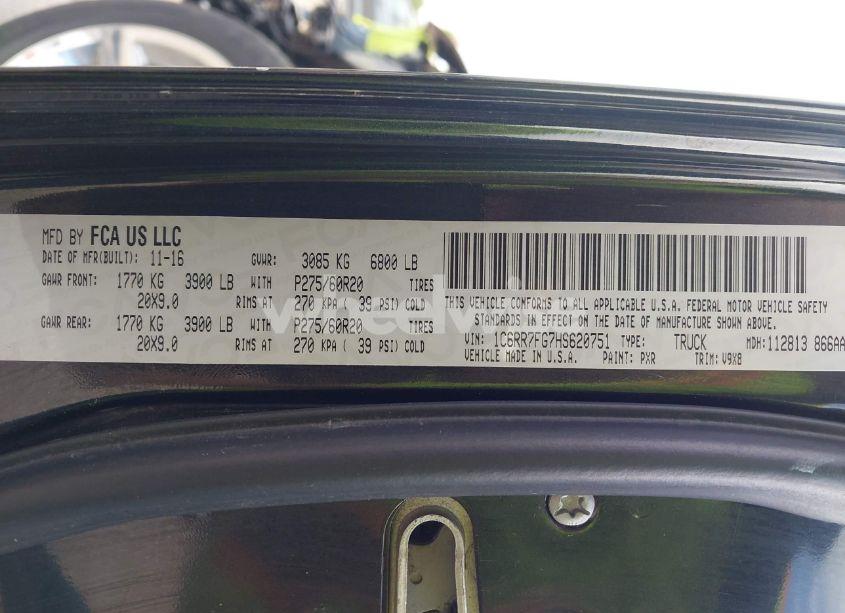 MFD BY FCA US LLC
DATE OF MFR(BUILT): 11-16 GVWR: 3085 KG 6800 LB
GAWR FRONT: 1770 KG 3900 LB WITH P275/60R20 TIRES
20X9.0 RIMS AT 270 KPA ( 39 PSI) COLD
GAWR REAR: 1770 KG 3900 LB WITH P275/60R20 TIRES
20X9.0 RIMS AT 270 KPA ( 39 PSI) COLD
THIS VEHICLE CONFORMS TO ALL APPLICABLE U.S.A. FEDERAL MOTOR VEHICLE SAFETY
STANDARDS IN EFFECT ON THE DATE OF MANUFACTURE SHOWN ABOVE.
VIN: 1C6RR7FG7HS620751 TYPE: TRUCK MDH: 112813 866AA
VEHICLE MADE IN U.S.A. PAINT: PXR TRIM: V9X8